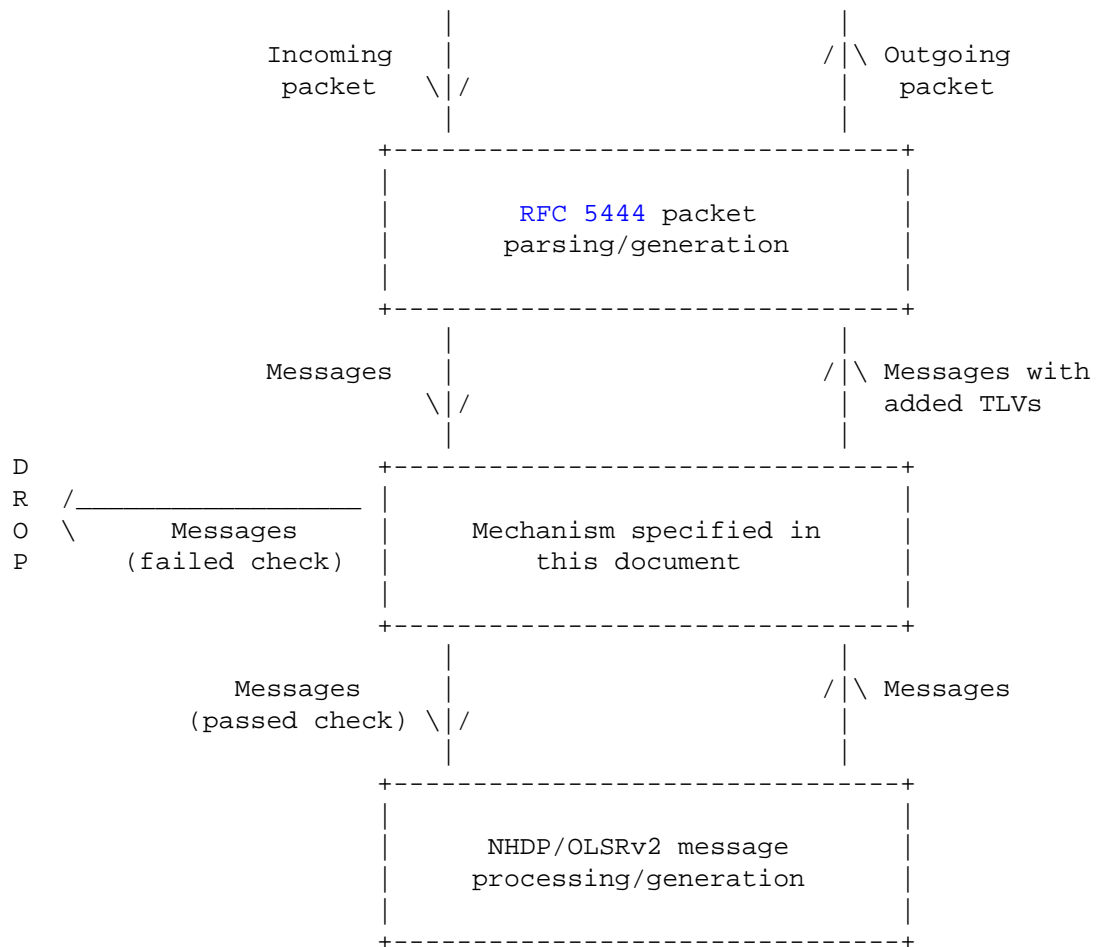 Incoming Outgoing
packet packet
RFC 5444 packet
parsing/generation
Messages Messages with
added TLVs
D
R
O Messages Mechanism specified in
P (failed check) this document
Messages Messages
(passed check)
NHDP/OLSRv2 message
processing/generation